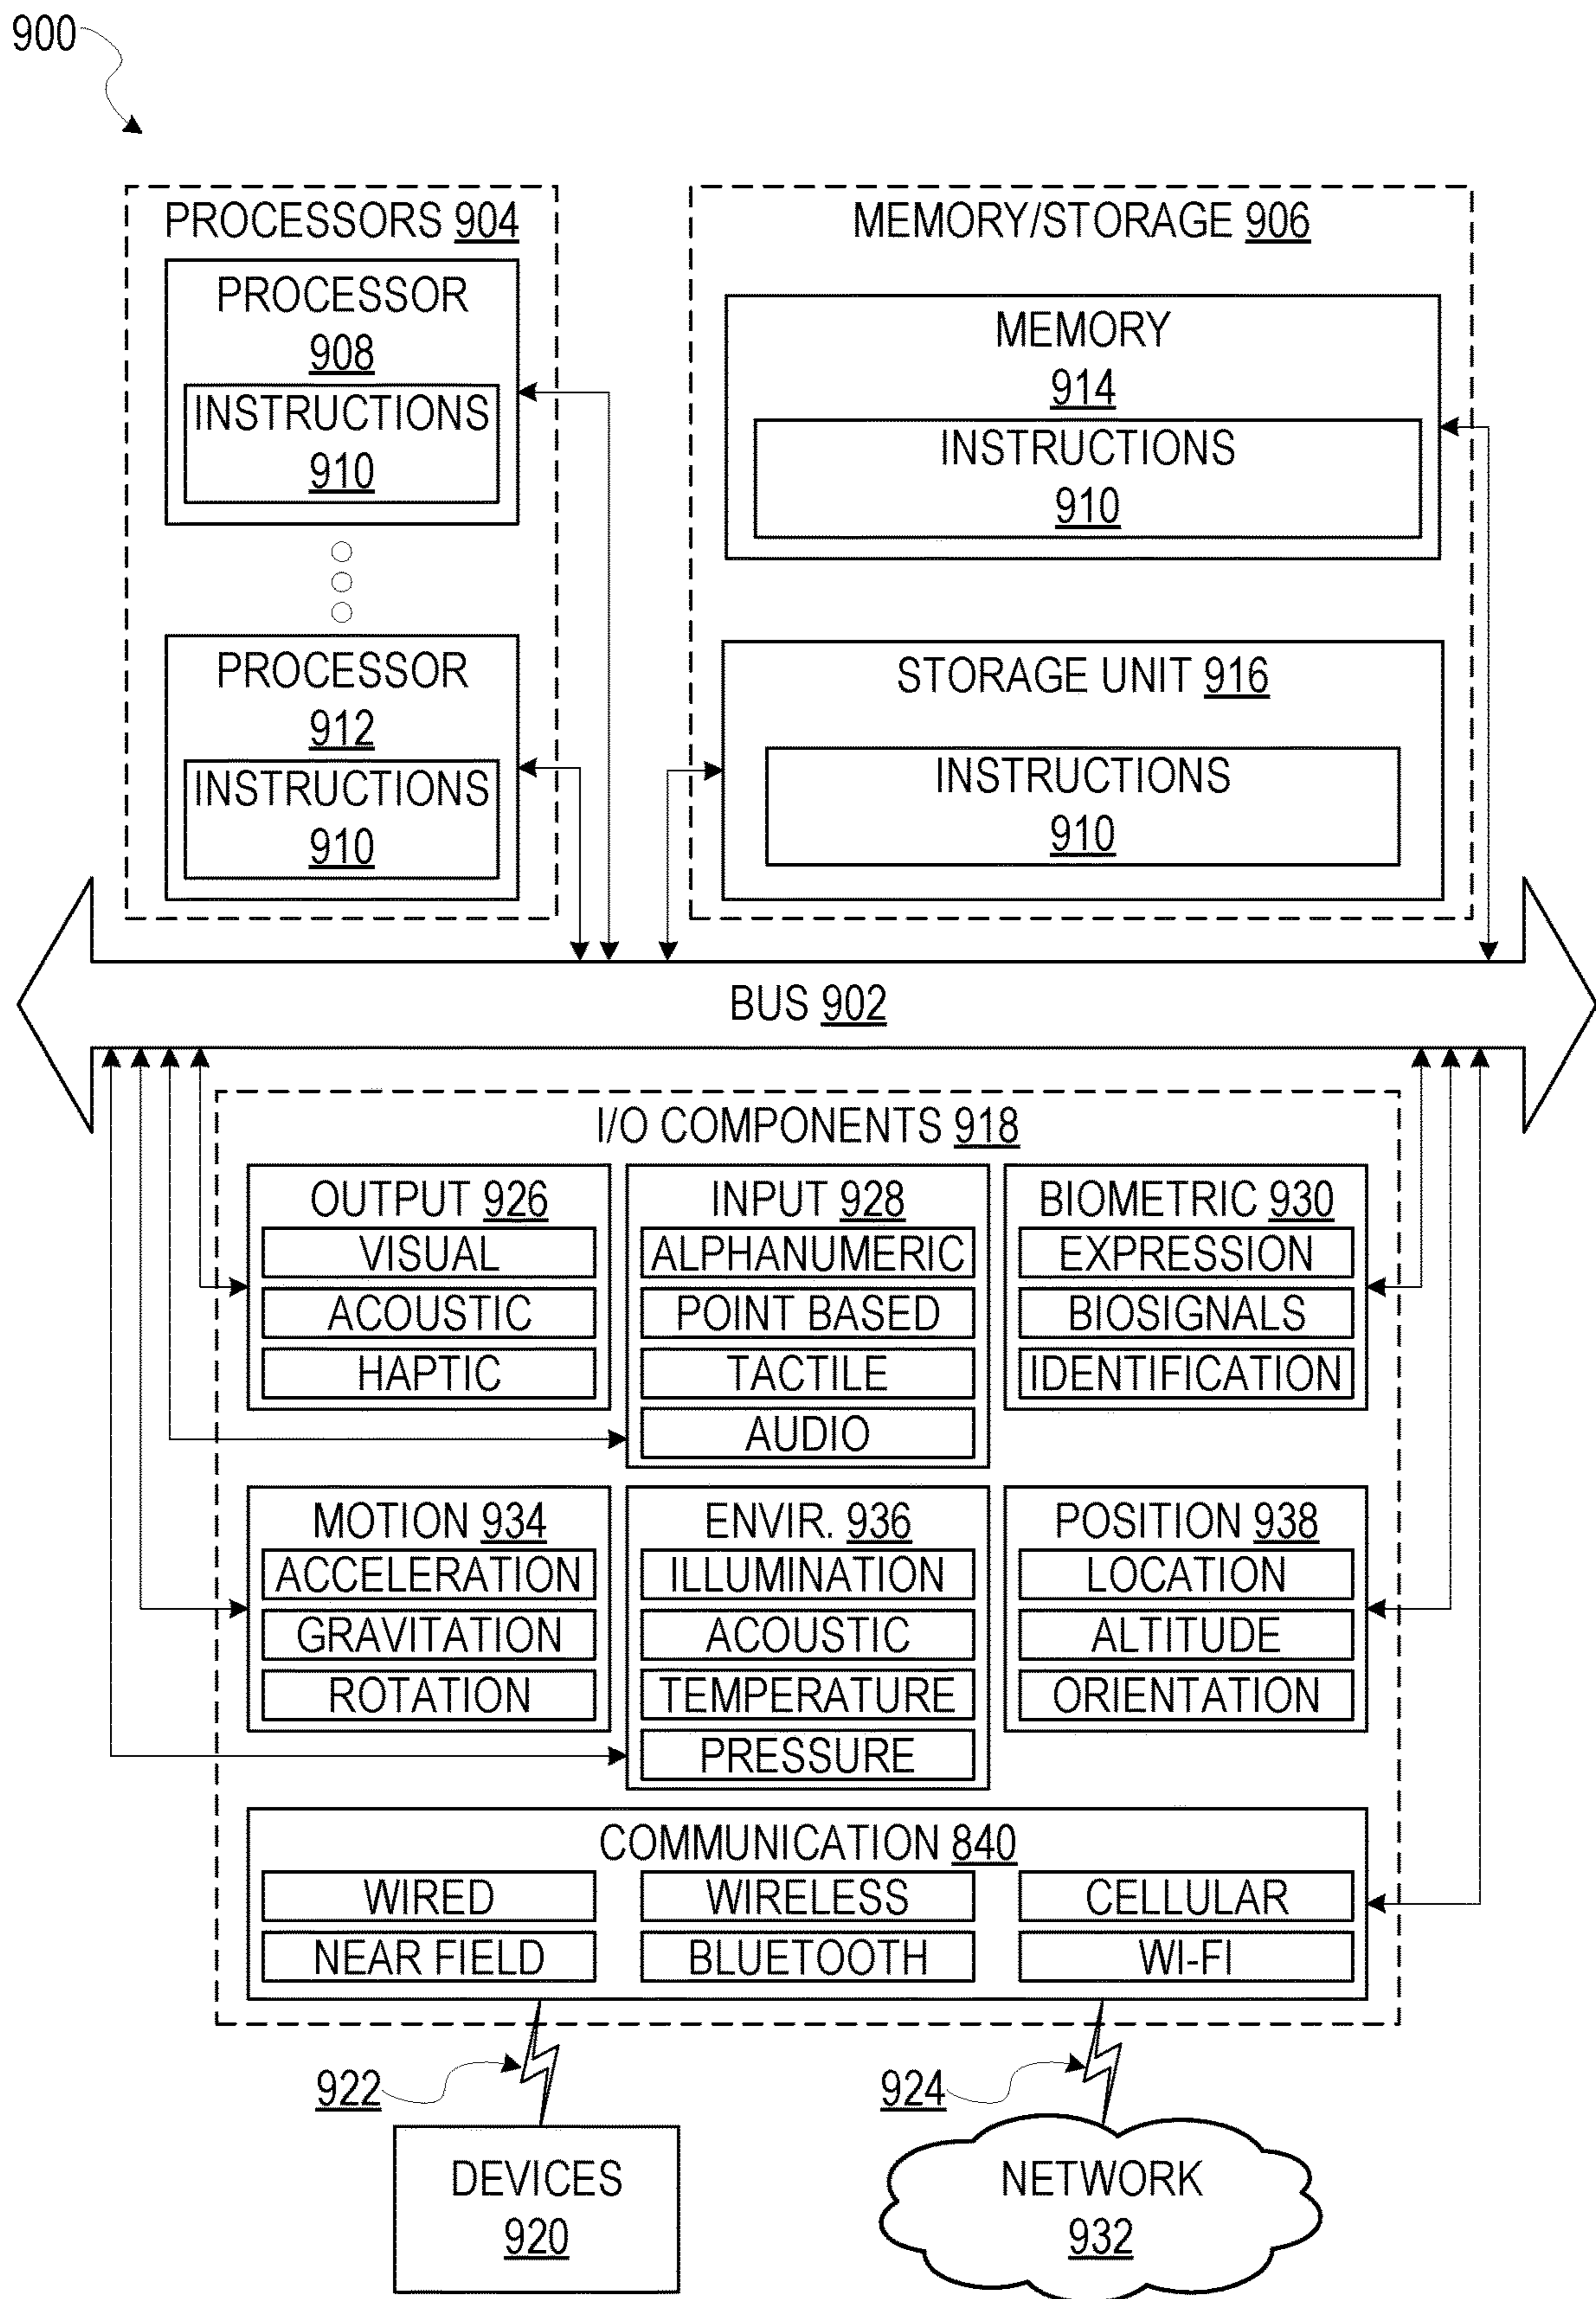 900
PROCESSORS 904
PROCESSOR
908
INSTRUCTIONS
910
PROCESSOR
912
INSTRUCTIONS
910
MEMORY/STORAGE 906
MEMORY
914
INSTRUCTIONS
910
STORAGE UNIT 916
INSTRUCTIONS
910
BUS 902
I/O COMPONENTS 918
OUTPUT 926
VISUAL
ACOUSTIC
HAPTIC
INPUT 928
ALPHANUMERIC
POINT BASED
TACTILE
AUDIO
BIOMETRIC 930
EXPRESSION
BIOSIGNALS
IDENTIFICATION
MOTION 934
ACCELERATION
GRAVITATION
ROTATION
ENVIR. 936
ILLUMINATION
ACOUSTIC
TEMPERATURE
PRESSURE
POSITION 938
LOCATION
ALTITUDE
ORIENTATION
COMMUNICATION 840
WIRED
WIRELESS
CELLULAR
NEAR FIELD
BLUETOOTH
WI-FI
922
924
DEVICES
920
NETWORK
932